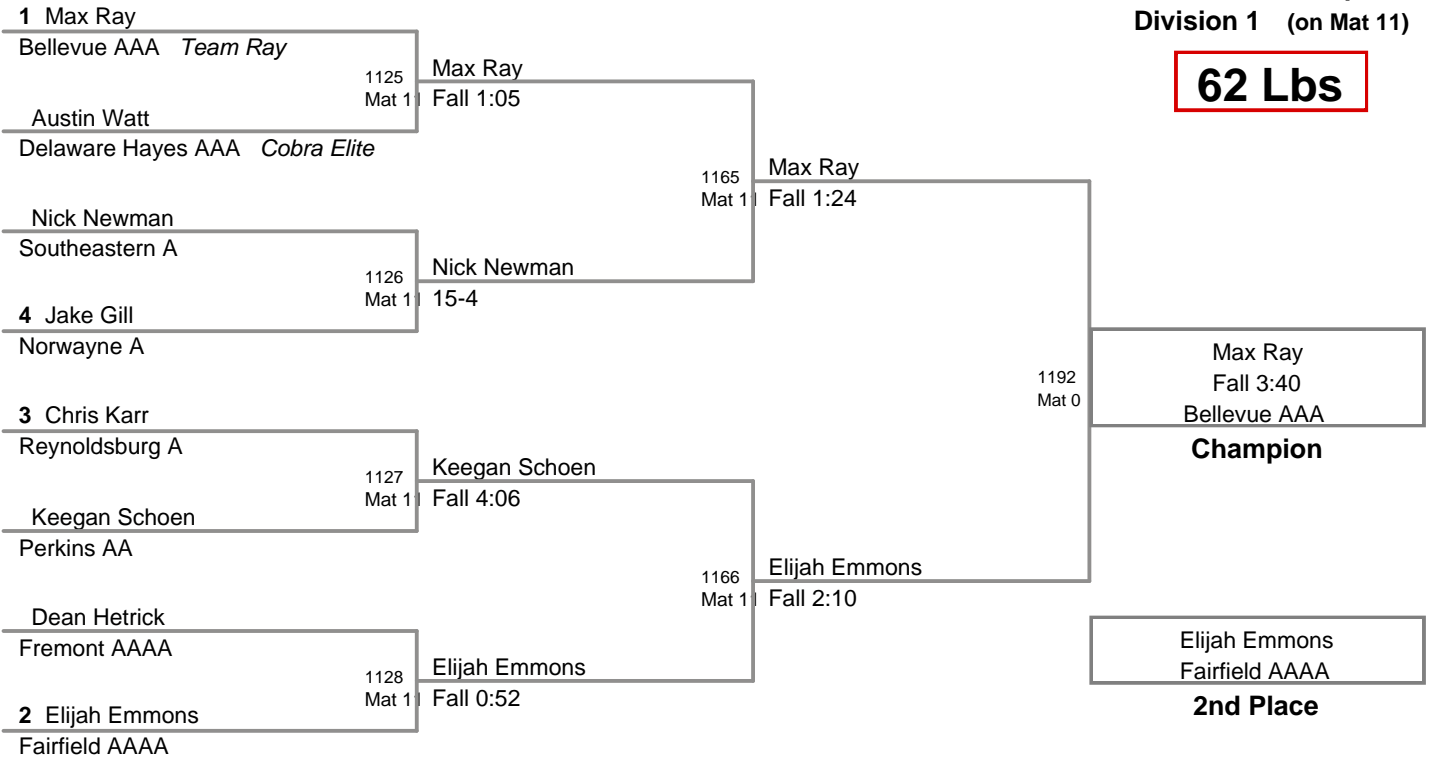 1 Max Ray
Bellevue AAA Team Ray
1125 Max Ray
Mat 11 Fall 1:05
Austin Watt
Delaware Hayes AAA Cobra Elite
1165 Max Ray
Mat 11 Fall 1:24
Nick Newman
Southeastern A
1126 Nick Newman
Mat 11 15-4
4 Jake Gill
Norwayne A
Division 1 (on Mat 11)
62 Lbs
1192
Mat 0
Max Ray
Fall 3:40
Bellevue AAA
Champion
3 Chris Karr
Reynoldsburg A
1127 Keegan Schoen
Mat 11 Fall 4:06
Keegan Schoen
Perkins AA
1166 Elijah Emmons
Mat 11 Fall 2:10
Dean Hetrick
Fremont AAAA
1128 Elijah Emmons
Mat 11 Fall 0:52
2 Elijah Emmons
Fairfield AAAA
Elijah Emmons
Fairfield AAAA
2nd Place